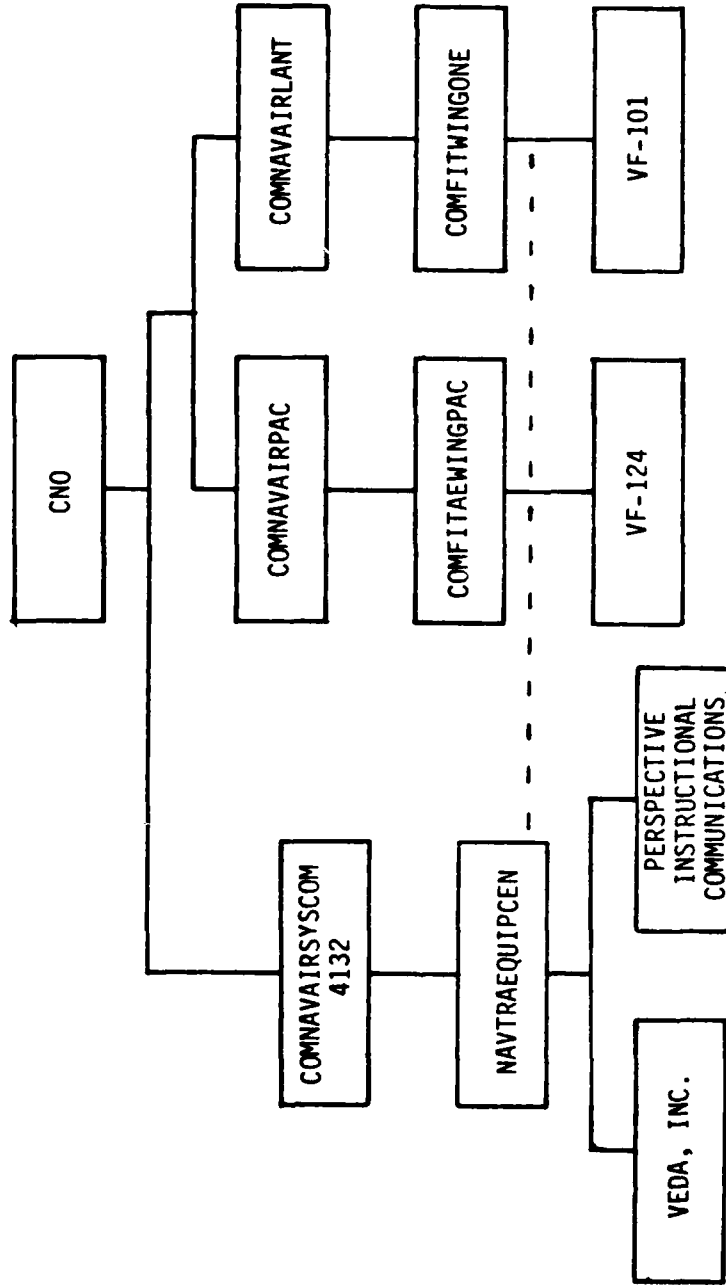 CNO
COMNAVAIRSYSCOM
4132
COMNAVAIRPAC
COMNAVAIRLANT
NAVTRAEQUIPCEN
COMFITAEWINGPAC
COMFITWINGONE
VEDA, INC.
PERSPECTIVE
INSTRUCTIONAL
COMMUNICATIONS
VF-124
VF-101